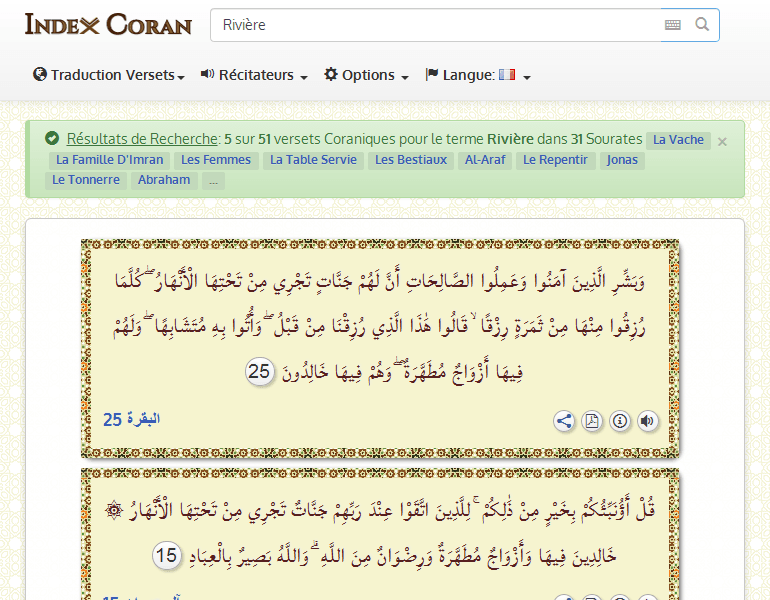 Index Coran
Rivière
Traduction Versets
Récitateurs
Options
Langue:
Résultats de Recherche: 5 sur 51 versets Coraniques pour le terme Rivière dans 31 Sourates La Vache ×
La Famille D'Imran Les Femmes La Table Servie Les Bestiaux Al-Araf Le Repentir Jonas
Le Tonnerre Abraham ...
وَبَشِّرِ الَّذِينَ آمَنُوا وَعَمِلُوا الصَّالِحَاتِ أَنَّ لَهُمْ جَنَّاتٍ تَجْرِي مِنْ تَحْتِهَا الْأَنْهَارُ ۖ كُلَّمَا
رُزِقُوا مِنْهَا مِنْ ثَمَرَةٍ رِزْقًا ۙ قَالُوا هَٰذَا الَّذِي رُزِقْنَا مِنْ قَبْلُ ۖ وَأُتُوا بِهِ مُتَشَابِهًا ۖ وَلَهُمْ
فِيهَا أَزْوَاجٌ مُطَهَّرَةٌ ۖ وَهُمْ فِيهَا خَالِدُونَ 25
البقرة 25
قُلْ أَؤُنَبِّئُكُمْ بِخَيْرٍ مِنْ ذَٰلِكُمْ ۚ لِلَّذِينَ اتَّقَوْا عِنْدَ رَبِّهِمْ جَنَّاتٌ تَجْرِي مِنْ تَحْتِهَا الْأَنْهَارُ ۞
خَالِدِينَ فِيهَا وَأَزْوَاجٌ مُطَهَّرَةٌ وَرِضْوَانٌ مِنَ اللَّهِ ۗ وَاللَّهُ بَصِيرٌ بِالْعِبَادِ 15